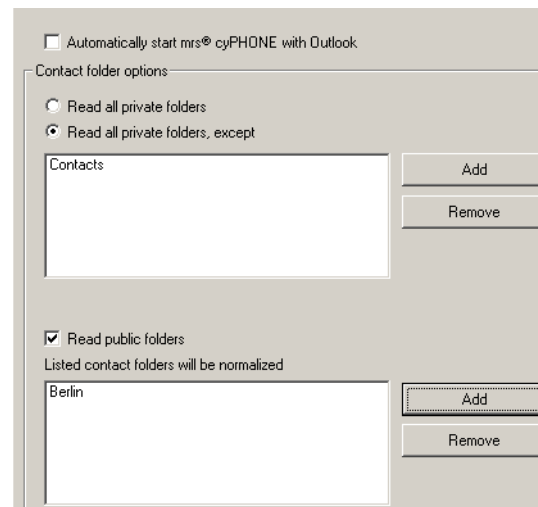 Automatically start mrs® cyPHONE with Outlook
Contact folder options
Read all private folders
Read all private folders, except
Contacts
Add
Remove
Read public folders
Listed contact folders will be normalized
Berlin
Add
Remove